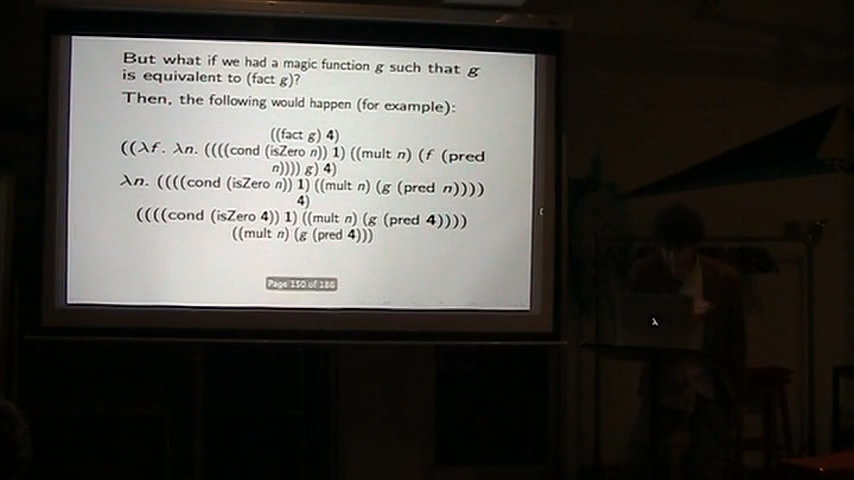 But what if we had a magic function g such that g
is equivalent to (fact g)?
Then, the following would happen (for example):
((fact g) 4)
((λf. λn. ((((cond (isZero n)) 1) ((mult n) (f (pred
n)))) g) 4)
λn. ((((cond (isZero n)) 1) ((mult n) (g (pred n))))
4)
((((cond (isZero 4)) 1) ((mult n) (g (pred 4))))
((mult n) (g (pred 4)))
Page 150 of 186
λ